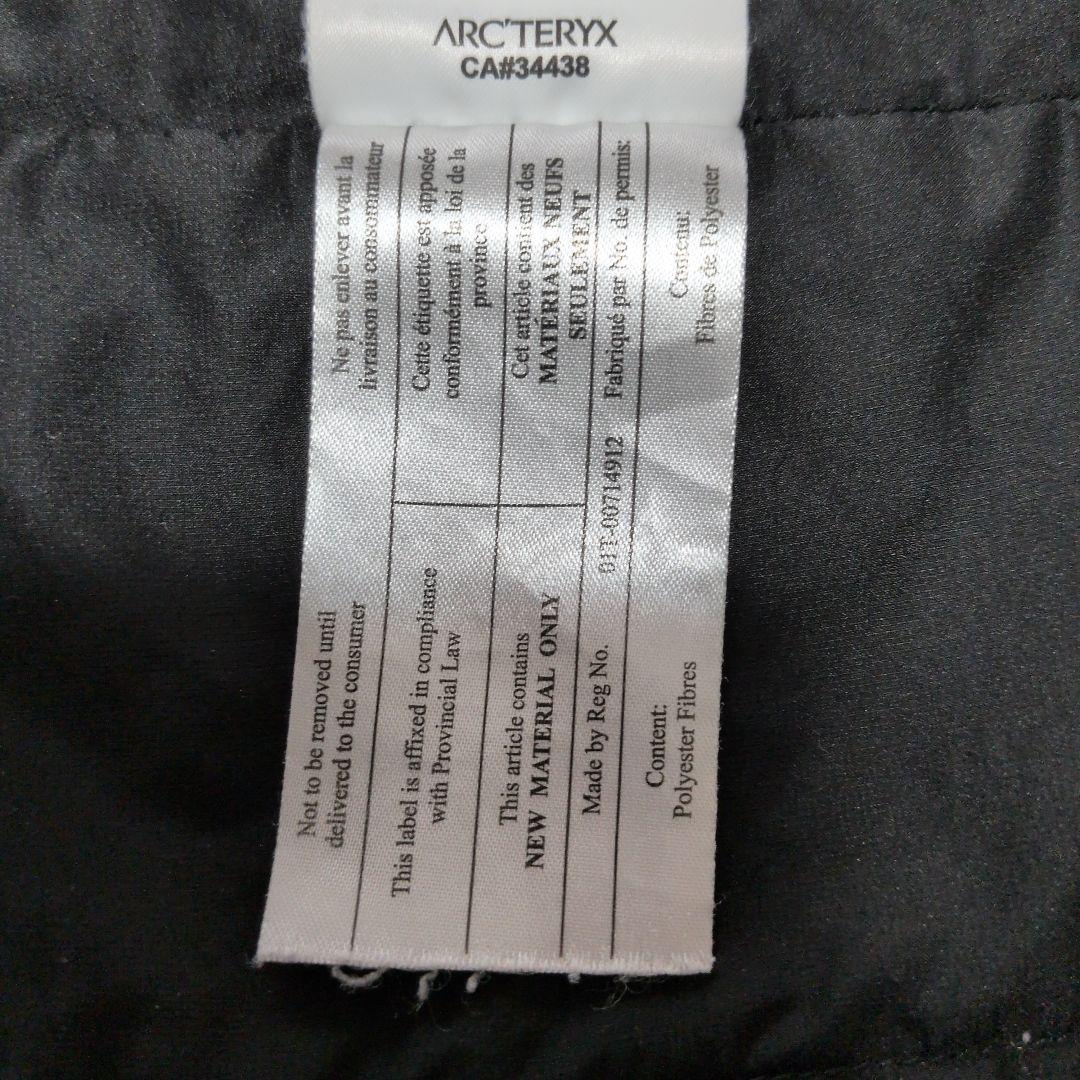 ARC'TERYX
CA#34438
Not to be removed until
delivered to the consumer
Ne pas enlever avant la
livraison au consommateur
This label is affixed in compliance
with Provincial Law
Cette étiquette est apposée
conformément à la loi de la
province
This article contains
NEW MATERIAL ONLY
Cet article contient des
MATÉRIAUX NEUFS
SEULEMENT
Made by Reg No. 01T-00714912 Fabriqué par No. de permis:
Content:
Polyester Fibres
Contenu:
Fibres de Polyester